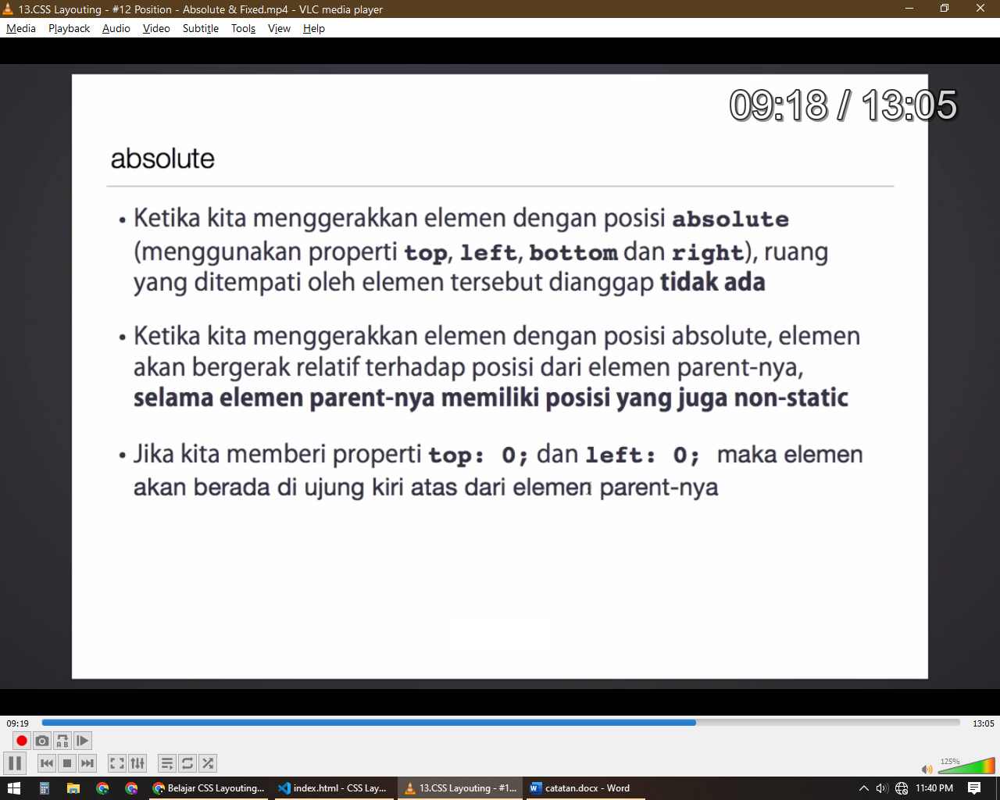 13.CSS Layouting - #12 Position - Absolute & Fixed.mp4 - VLC media player
Media Playback Audio Video Subtitle Tools View Help
09:18 / 13:05
absolute
• Ketika kita menggerakkan elemen dengan posisi absolute
(menggunakan properti top, left, bottom dan right), ruang
yang ditempati oleh elemen tersebut dianggap tidak ada
• Ketika kita menggerakkan elemen dengan posisi absolute, elemen
akan bergerak relatif terhadap posisi dari elemen parent-nya,
selama elemen parent-nya memiliki posisi yang juga non-static
• Jika kita memberi properti top: 0; dan left: 0; maka elemen
akan berada di ujung kiri atas dari elemen parent-nya
09:19 13:05
A B
125%
Belajar CSS Layouting... index.html - CSS Lay... 13.CSS Layouting - #1... catatan.docx - Word 11:40 PM